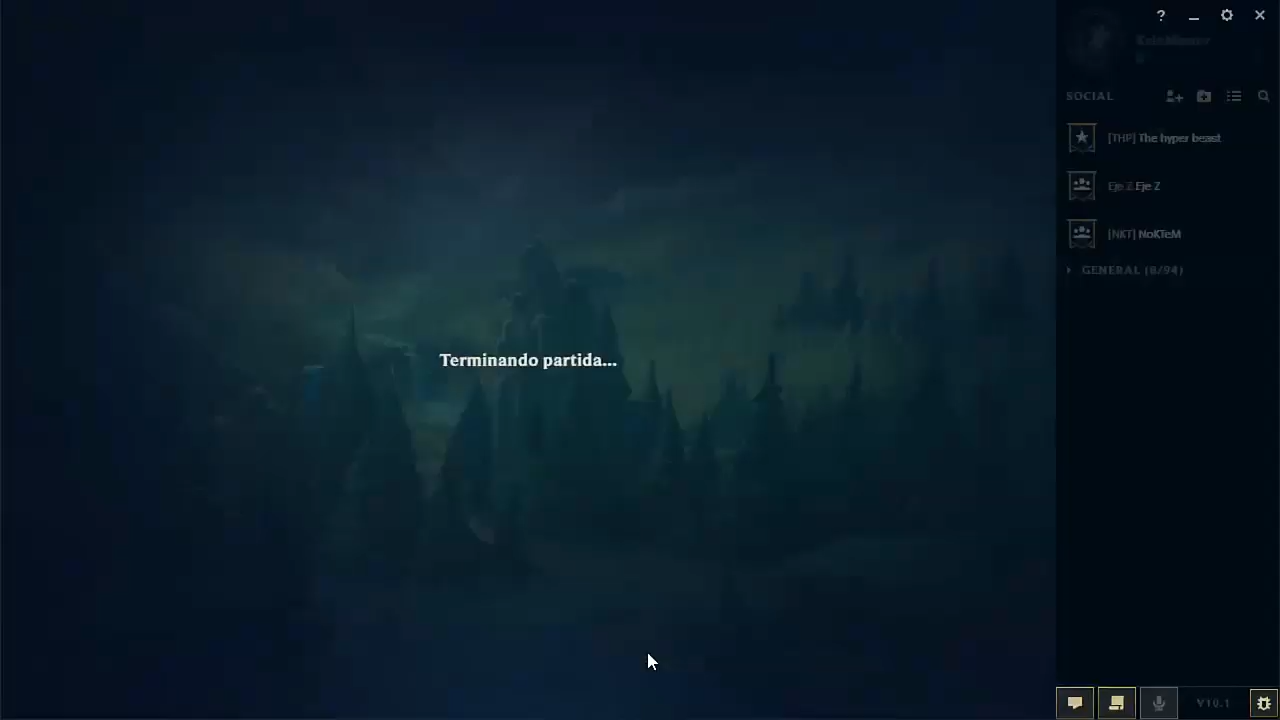 ?
SOCIAL
[THP] The hyper beast
Eje Z Eje Z
[NKT] NoKTeM
GENERAL (8/94)
Terminando partida...
V10.1